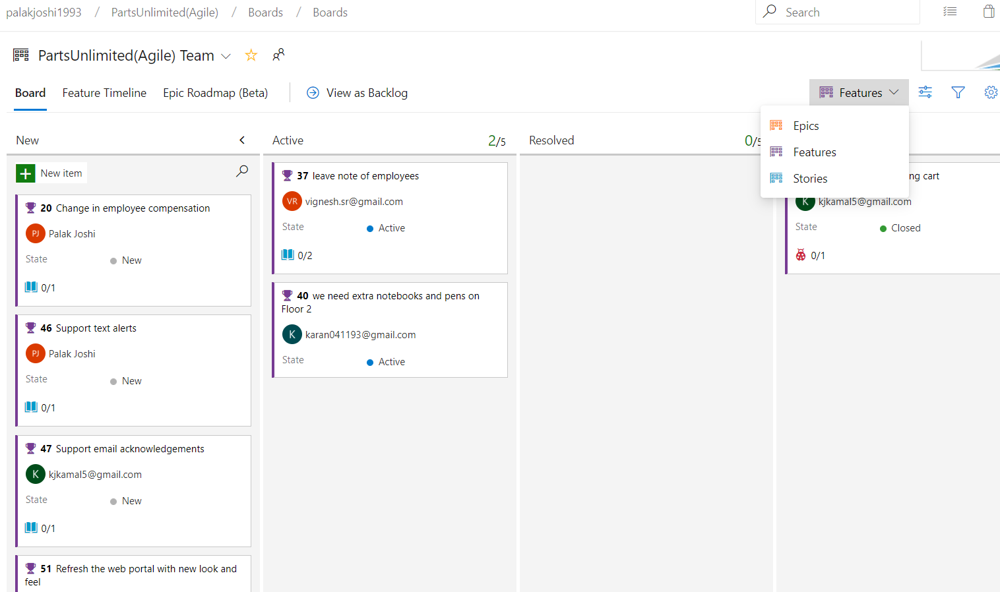 palakjoshi1993 / PartsUnlimited(Agile) / Boards / Boards
Search
PartsUnlimited(Agile) Team
Board Feature Timeline Epic Roadmap (Beta) View as Backlog
Features
Epics
Features
Stories
New
New item
20 Change in employee compensation
PJ Palak Joshi
State New
0/1
46 Support text alerts
PJ Palak Joshi
State New
0/1
47 Support email acknowledgements
K kjkamal5@gmail.com
State New
0/1
51 Refresh the web portal with new look and
feel
Active 2/5
37 leave note of employees
VR vignesh.sr@gmail.com
State Active
0/2
40 we need extra notebooks and pens on
Floor 2
K karan041193@gmail.com
State Active
Resolved 0/5
ng cart
K kjkamal5@gmail.com
State Closed
0/1